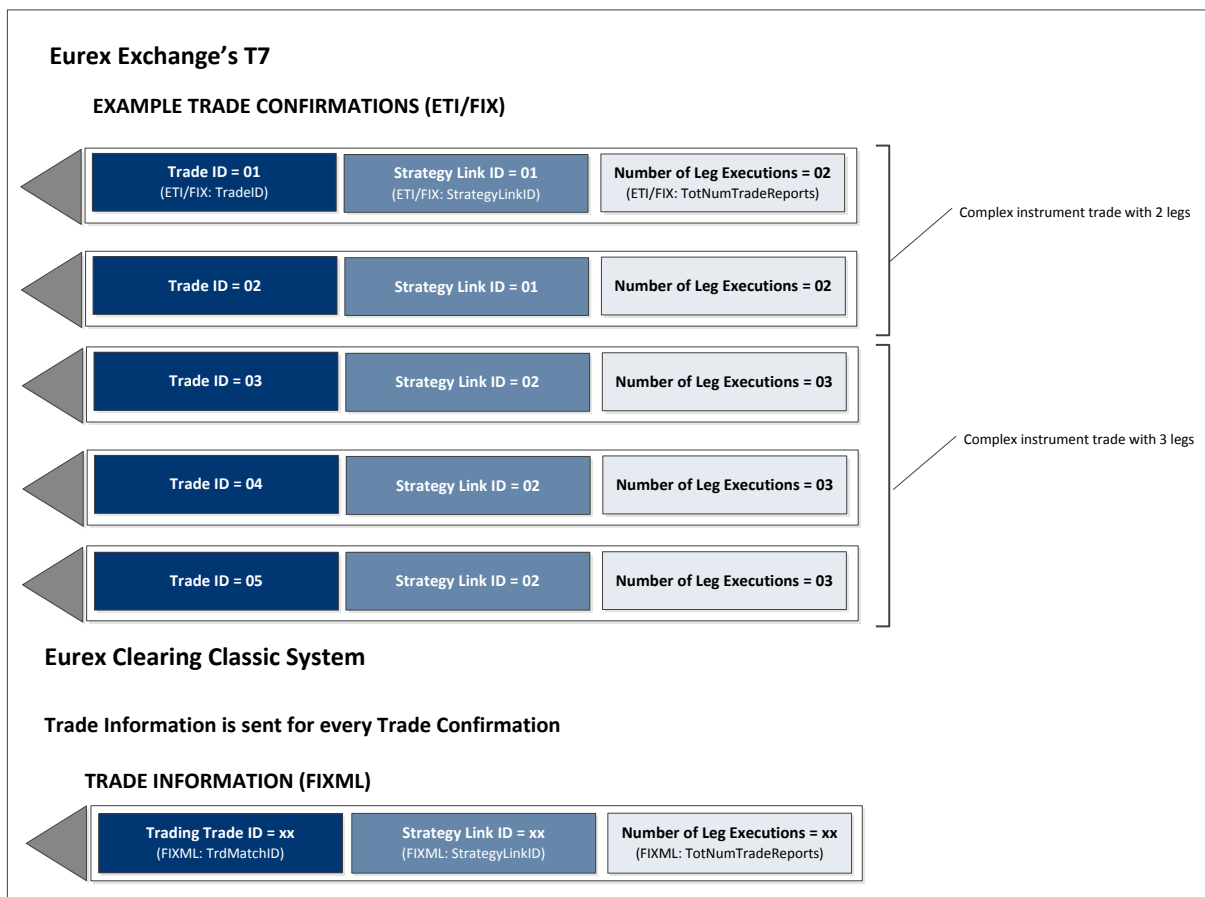 Eurex Exchange's T7
EXAMPLE TRADE CONFIRMATIONS (ETI/FIX)
Trade ID = 01
(ETI/FIX: TradeID)
Strategy Link ID = 01
(ETI/FIX: StrategyLinkID)
Number of Leg Executions = 02
(ETI/FIX: TotNumTradeReports)
Complex instrument trade with 2 legs
Trade ID = 02
Strategy Link ID = 01
Number of Leg Executions = 02
Trade ID = 03
Strategy Link ID = 02
Number of Leg Executions = 03
Complex instrument trade with 3 legs
Trade ID = 04
Strategy Link ID = 02
Number of Leg Executions = 03
Trade ID = 05
Strategy Link ID = 02
Number of Leg Executions = 03
Eurex Clearing Classic System
Trade Information is sent for every Trade Confirmation
TRADE INFORMATION (FIXML)
Trading Trade ID = xx
(FIXML: TrdMatchID)
Strategy Link ID = xx
(FIXML: StrategyLinkID)
Number of Leg Executions = xx
(FIXML: TotNumTradeReports)